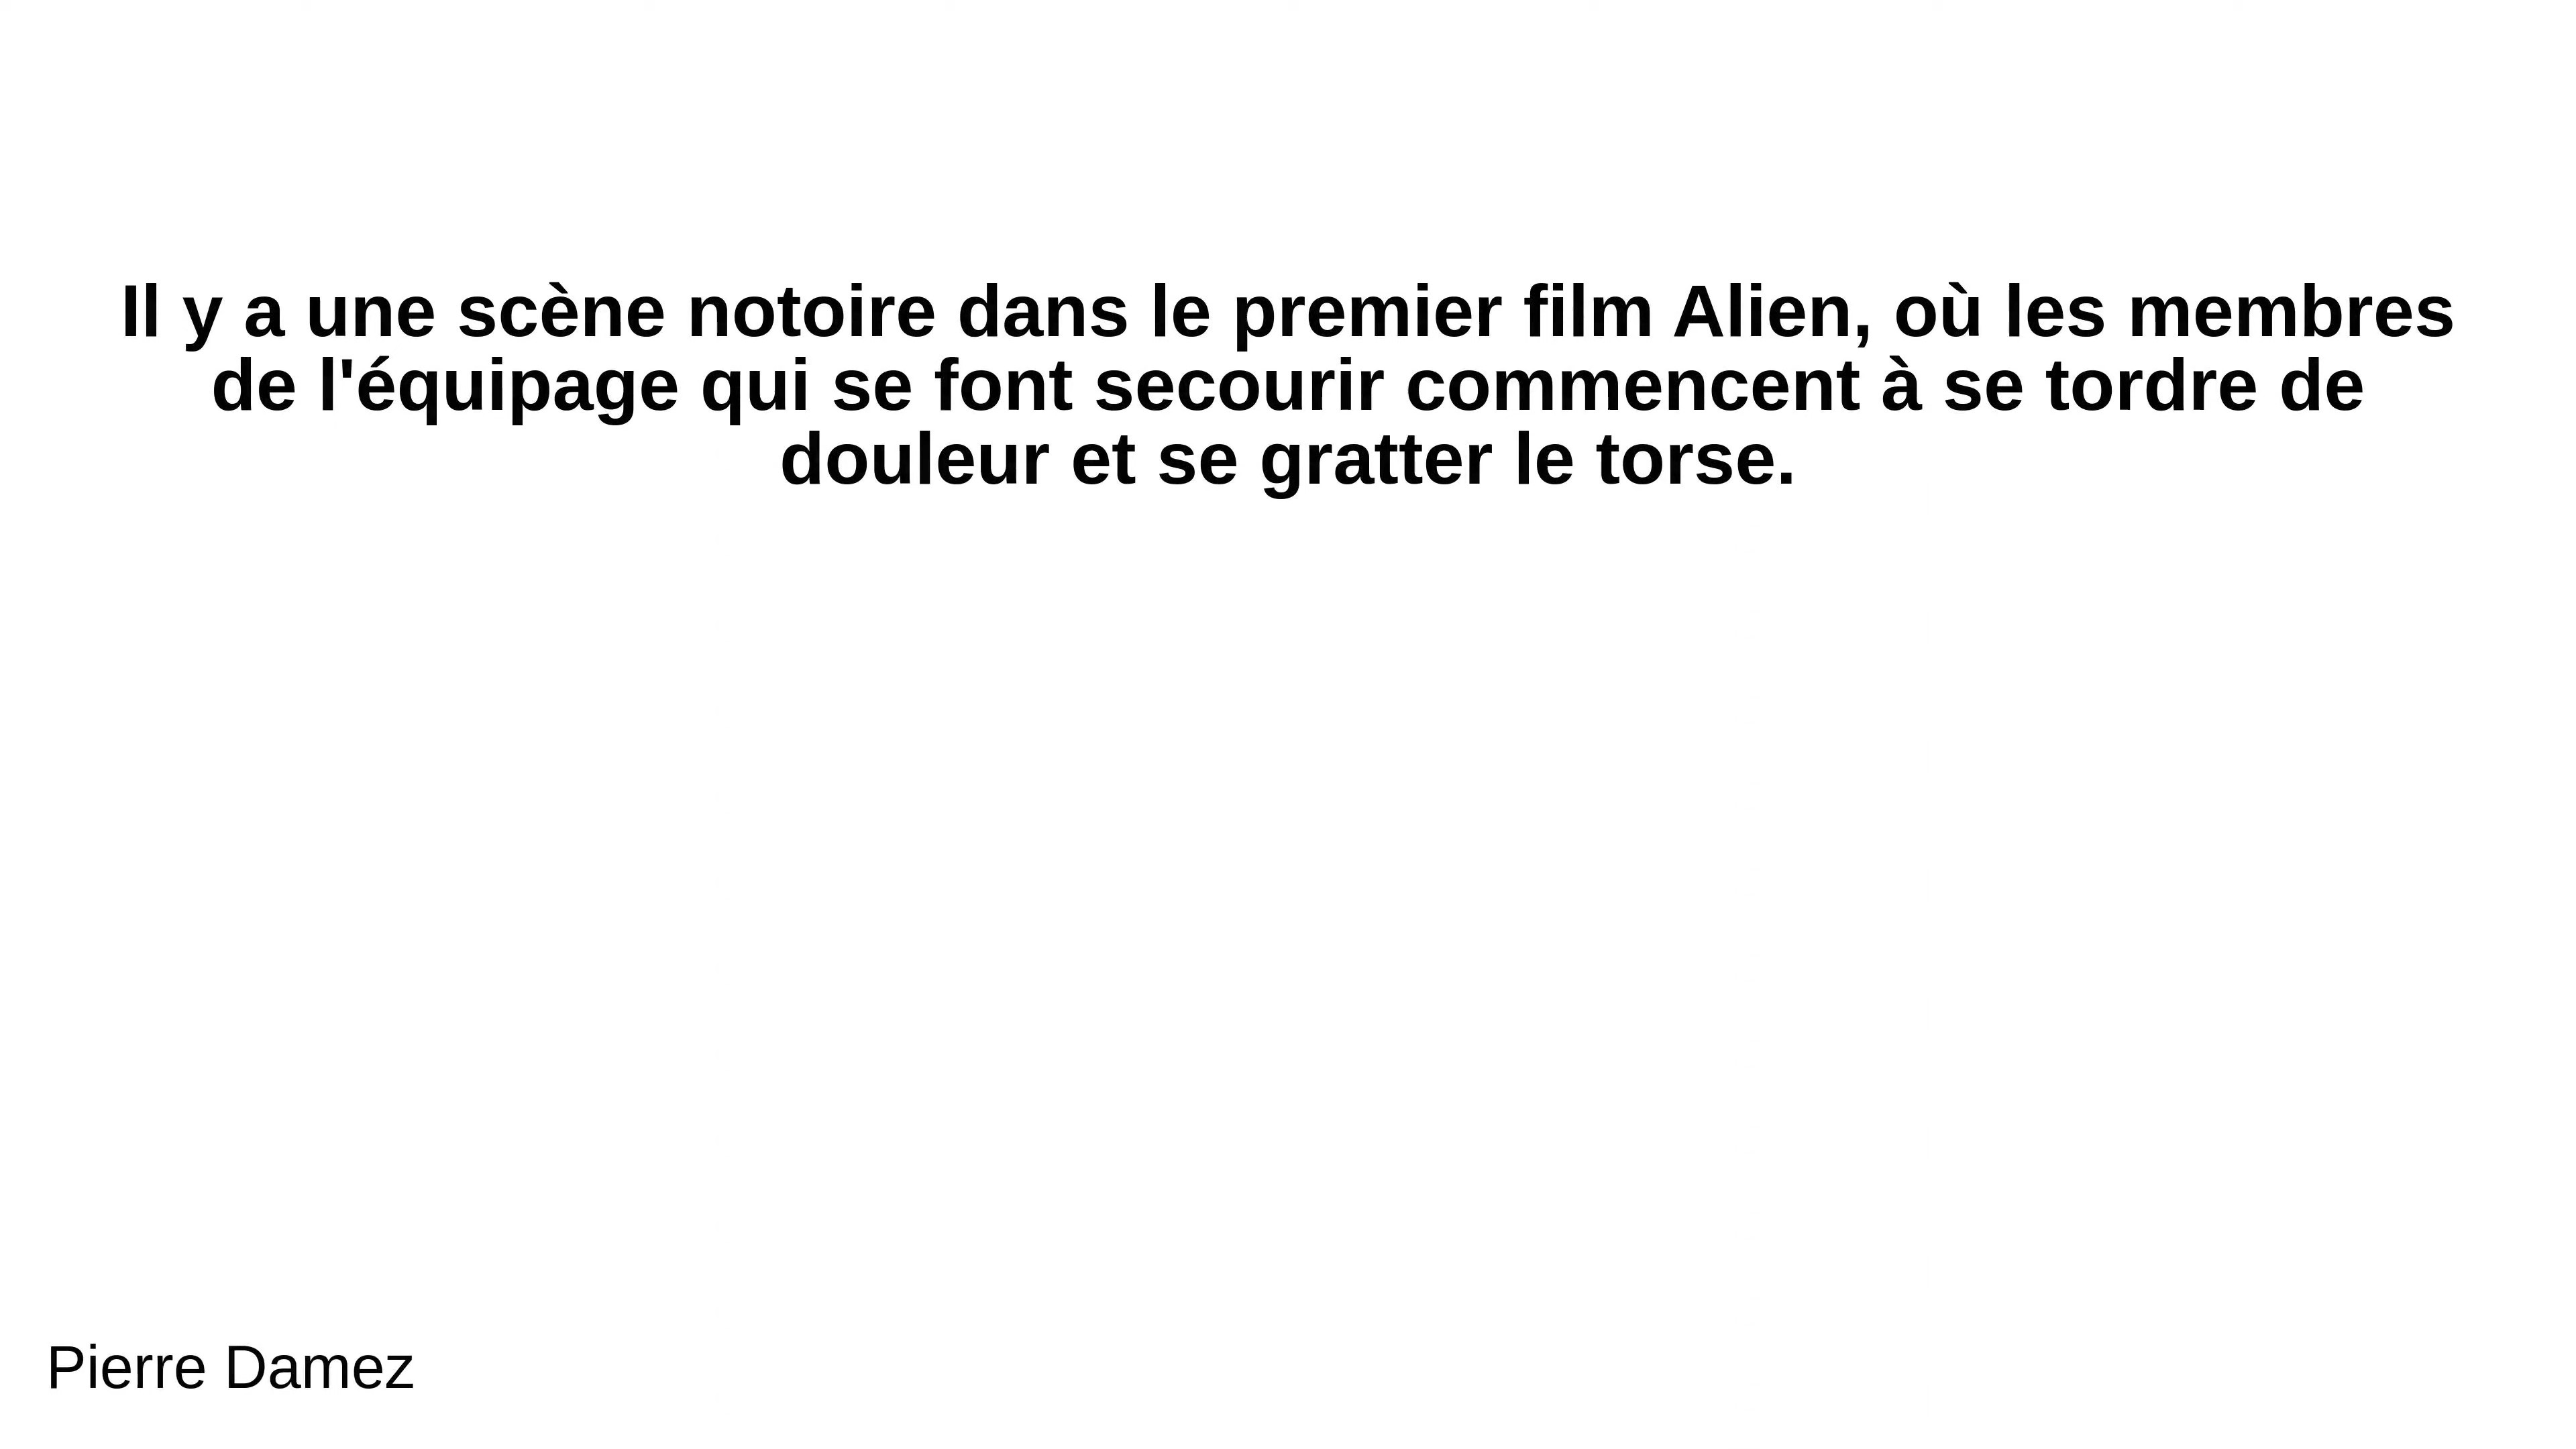 Il y a une scène notoire dans le premier film Alien, où les membres
de l'équipage qui se font secourir commencent à se tordre de
douleur et se gratter le torse.
Pierre Damez